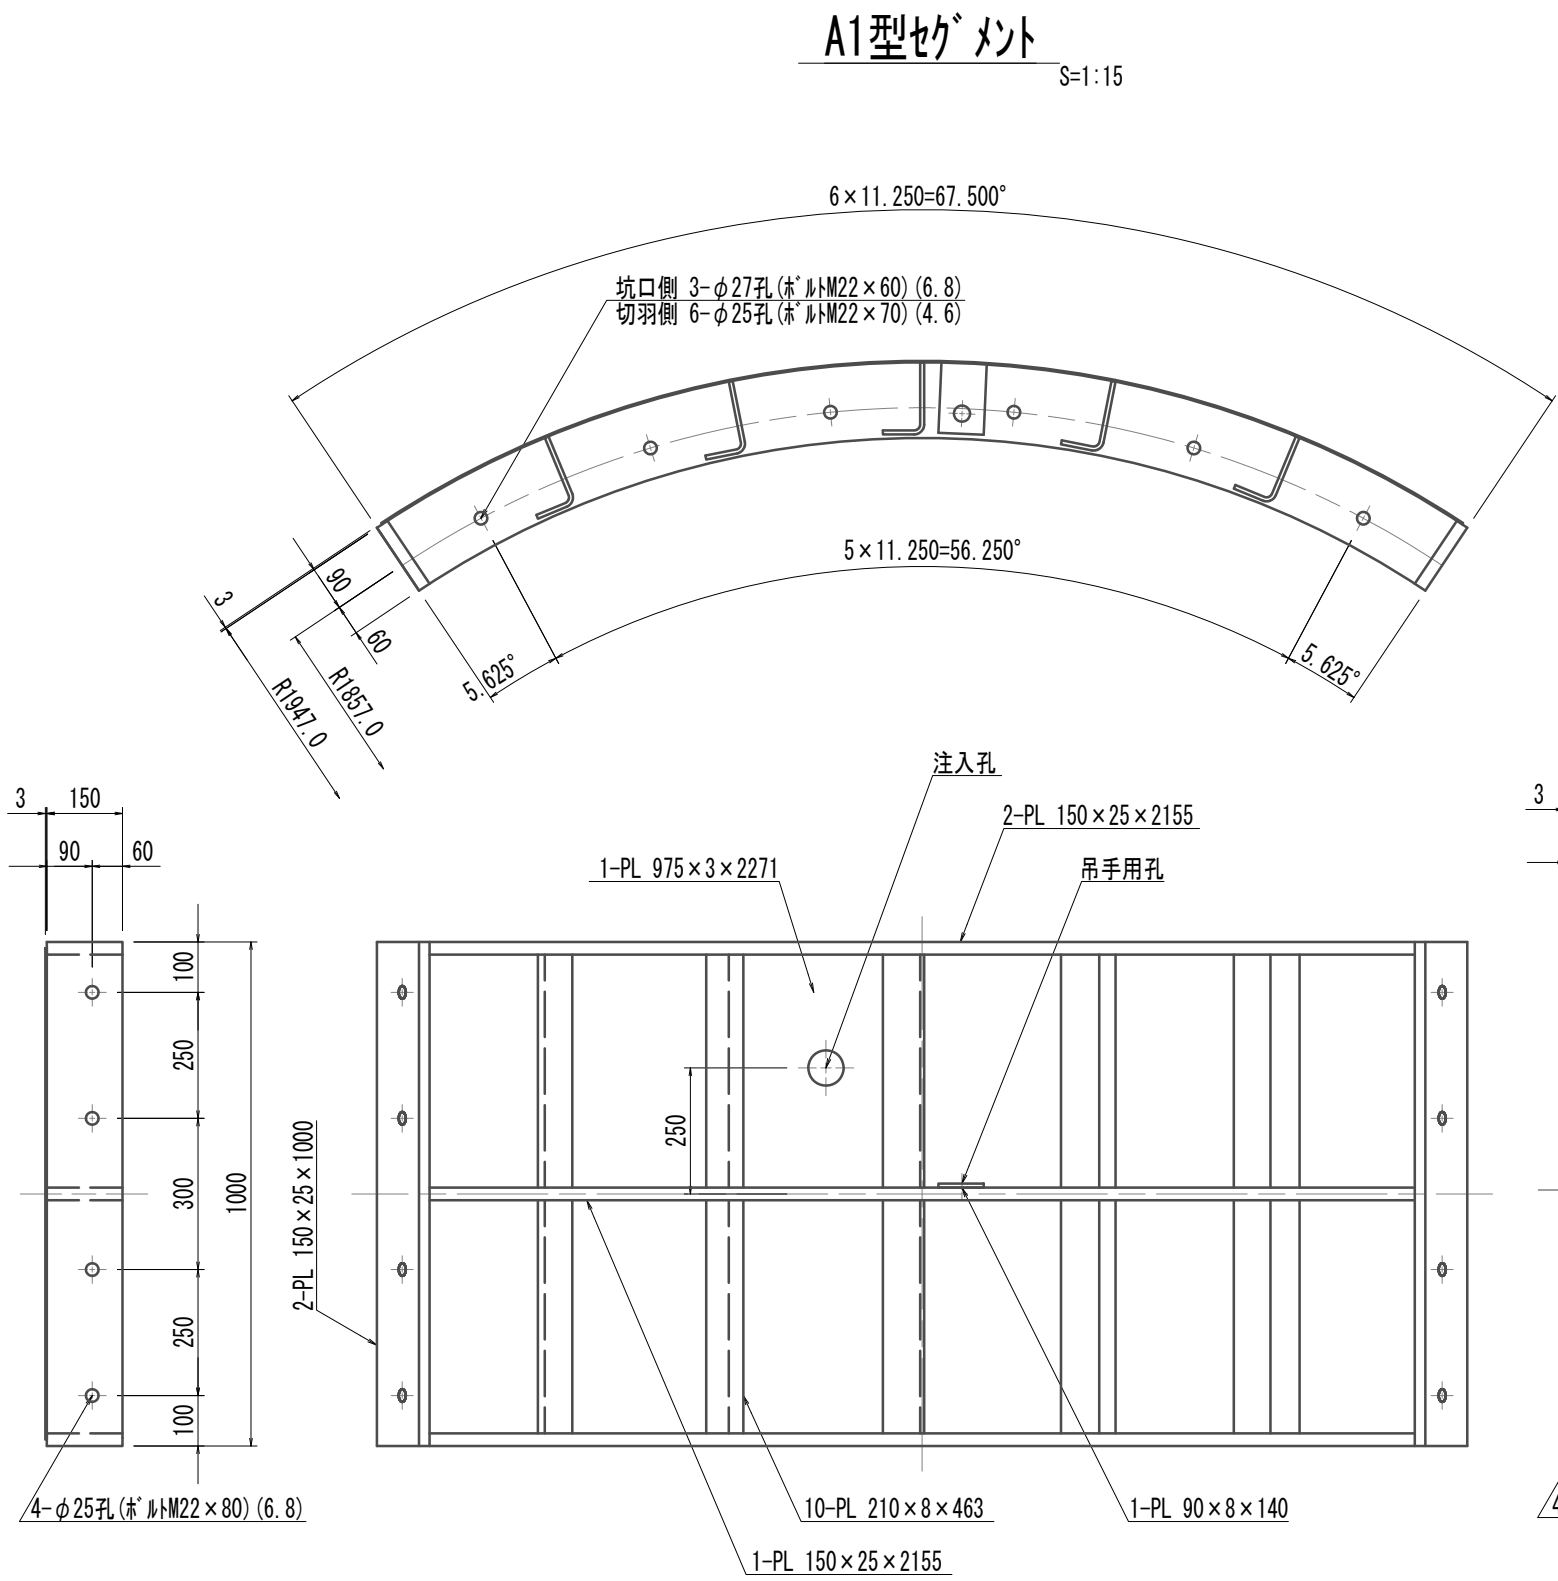 A1型セグメント
S=1:15
6×11.250=67.500°
坑口側 3-φ27孔(ボルトM22×60)(6.8)
切羽側 6-φ25孔(ボルトM22×70)(4.6)
5×11.250=56.250°
3
90
60
R1947.0
R1857.0
5.625°
5.625°
注入孔
3
150
90
60
2-PL 150×25×2155
1-PL 975×3×2271
吊手用孔
3
100
250
300
250
100
1000
250
2-PL 150×25×1000
4-φ25孔(ボルトM22×80)(6.8)
10-PL 210×8×463
1-PL 90×8×140
1-PL 150×25×2155